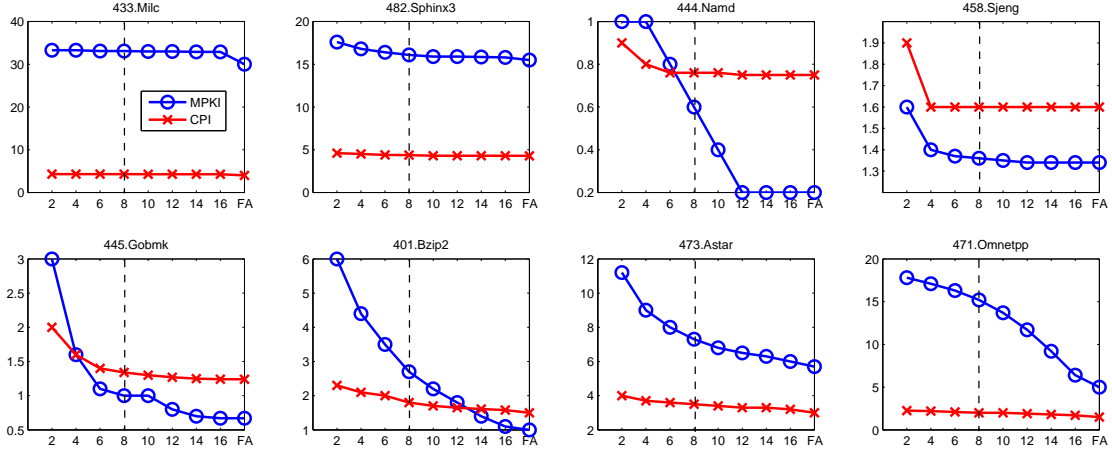 433.Milc
482.Sphinx3
444.Namd
458.Sjeng
40
30
20
10
0
MPKI
CPI
2 4 6 8 10 12 14 16 FA
20
15
10
5
0
2 4 6 8 10 12 14 16 FA
1
0.8
0.6
0.4
0.2
2 4 6 8 10 12 14 16 FA
1.9
1.8
1.7
1.6
1.5
1.4
1.3
2 4 6 8 10 12 14 16 FA
445.Gobmk
401.Bzip2
473.Astar
471.Omnetpp
3
2.5
2
1.5
1
0.5
2 4 6 8 10 12 14 16 FA
6
5
4
3
2
1
2 4 6 8 10 12 14 16 FA
12
10
8
6
4
2
2 4 6 8 10 12 14 16 FA
20
15
10
5
0
2 4 6 8 10 12 14 16 FA